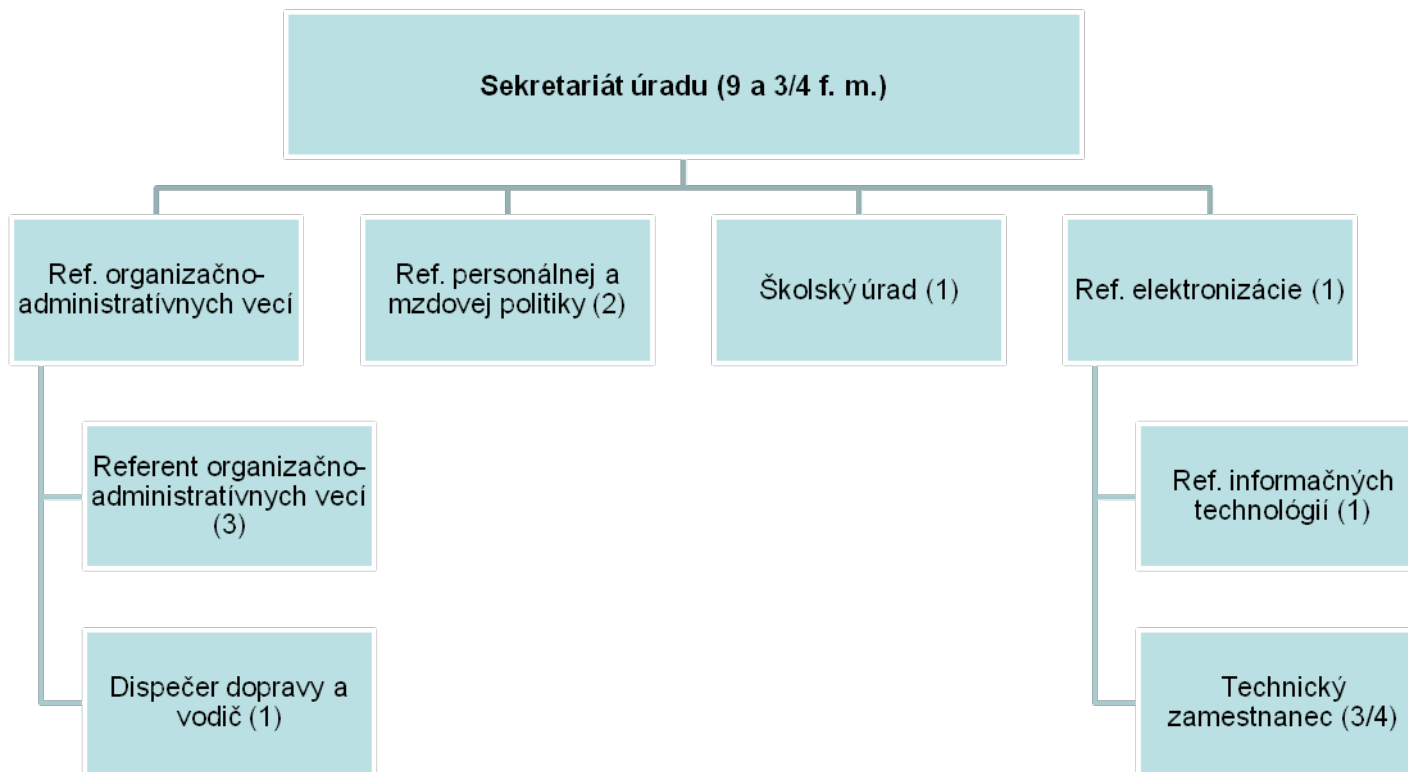 Sekretariát úradu (9 a 3/4 f. m.)
Ref. organizačno-
administratívnych vecí
Ref. personálnej a
mzdovej politiky (2)
Školský úrad (1)
Ref. elektronizácie (1)
Referent organizačno-
administratívnych vecí
(3)
Ref. informačných
technológií (1)
Dispečer dopravy a
vodič (1)
Technický
zamestnanec (3/4)